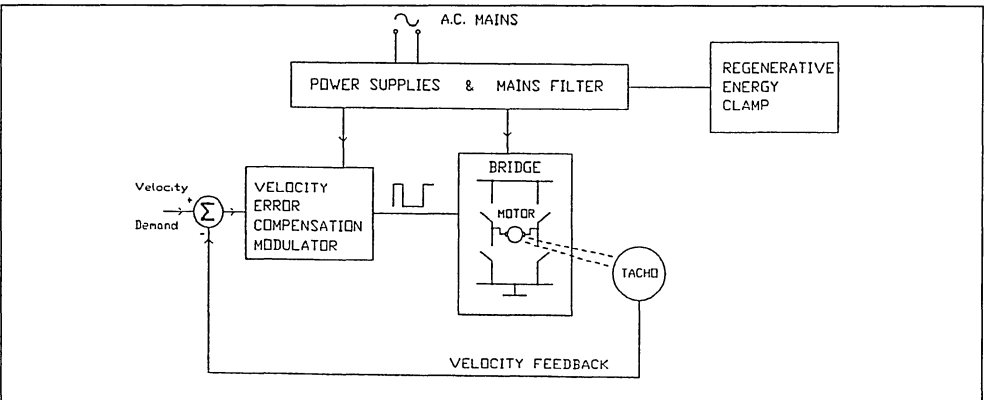 A.C. MAINS
POWER SUPPLIES & MAINS FILTER
REGENERATIVE
ENERGY
CLAMP
BRIDGE
MOTOR
Velocity
+
Σ
Demand
-
VELOCITY
ERROR
COMPENSATION
MODULATOR
TACHO
VELOCITY FEEDBACK